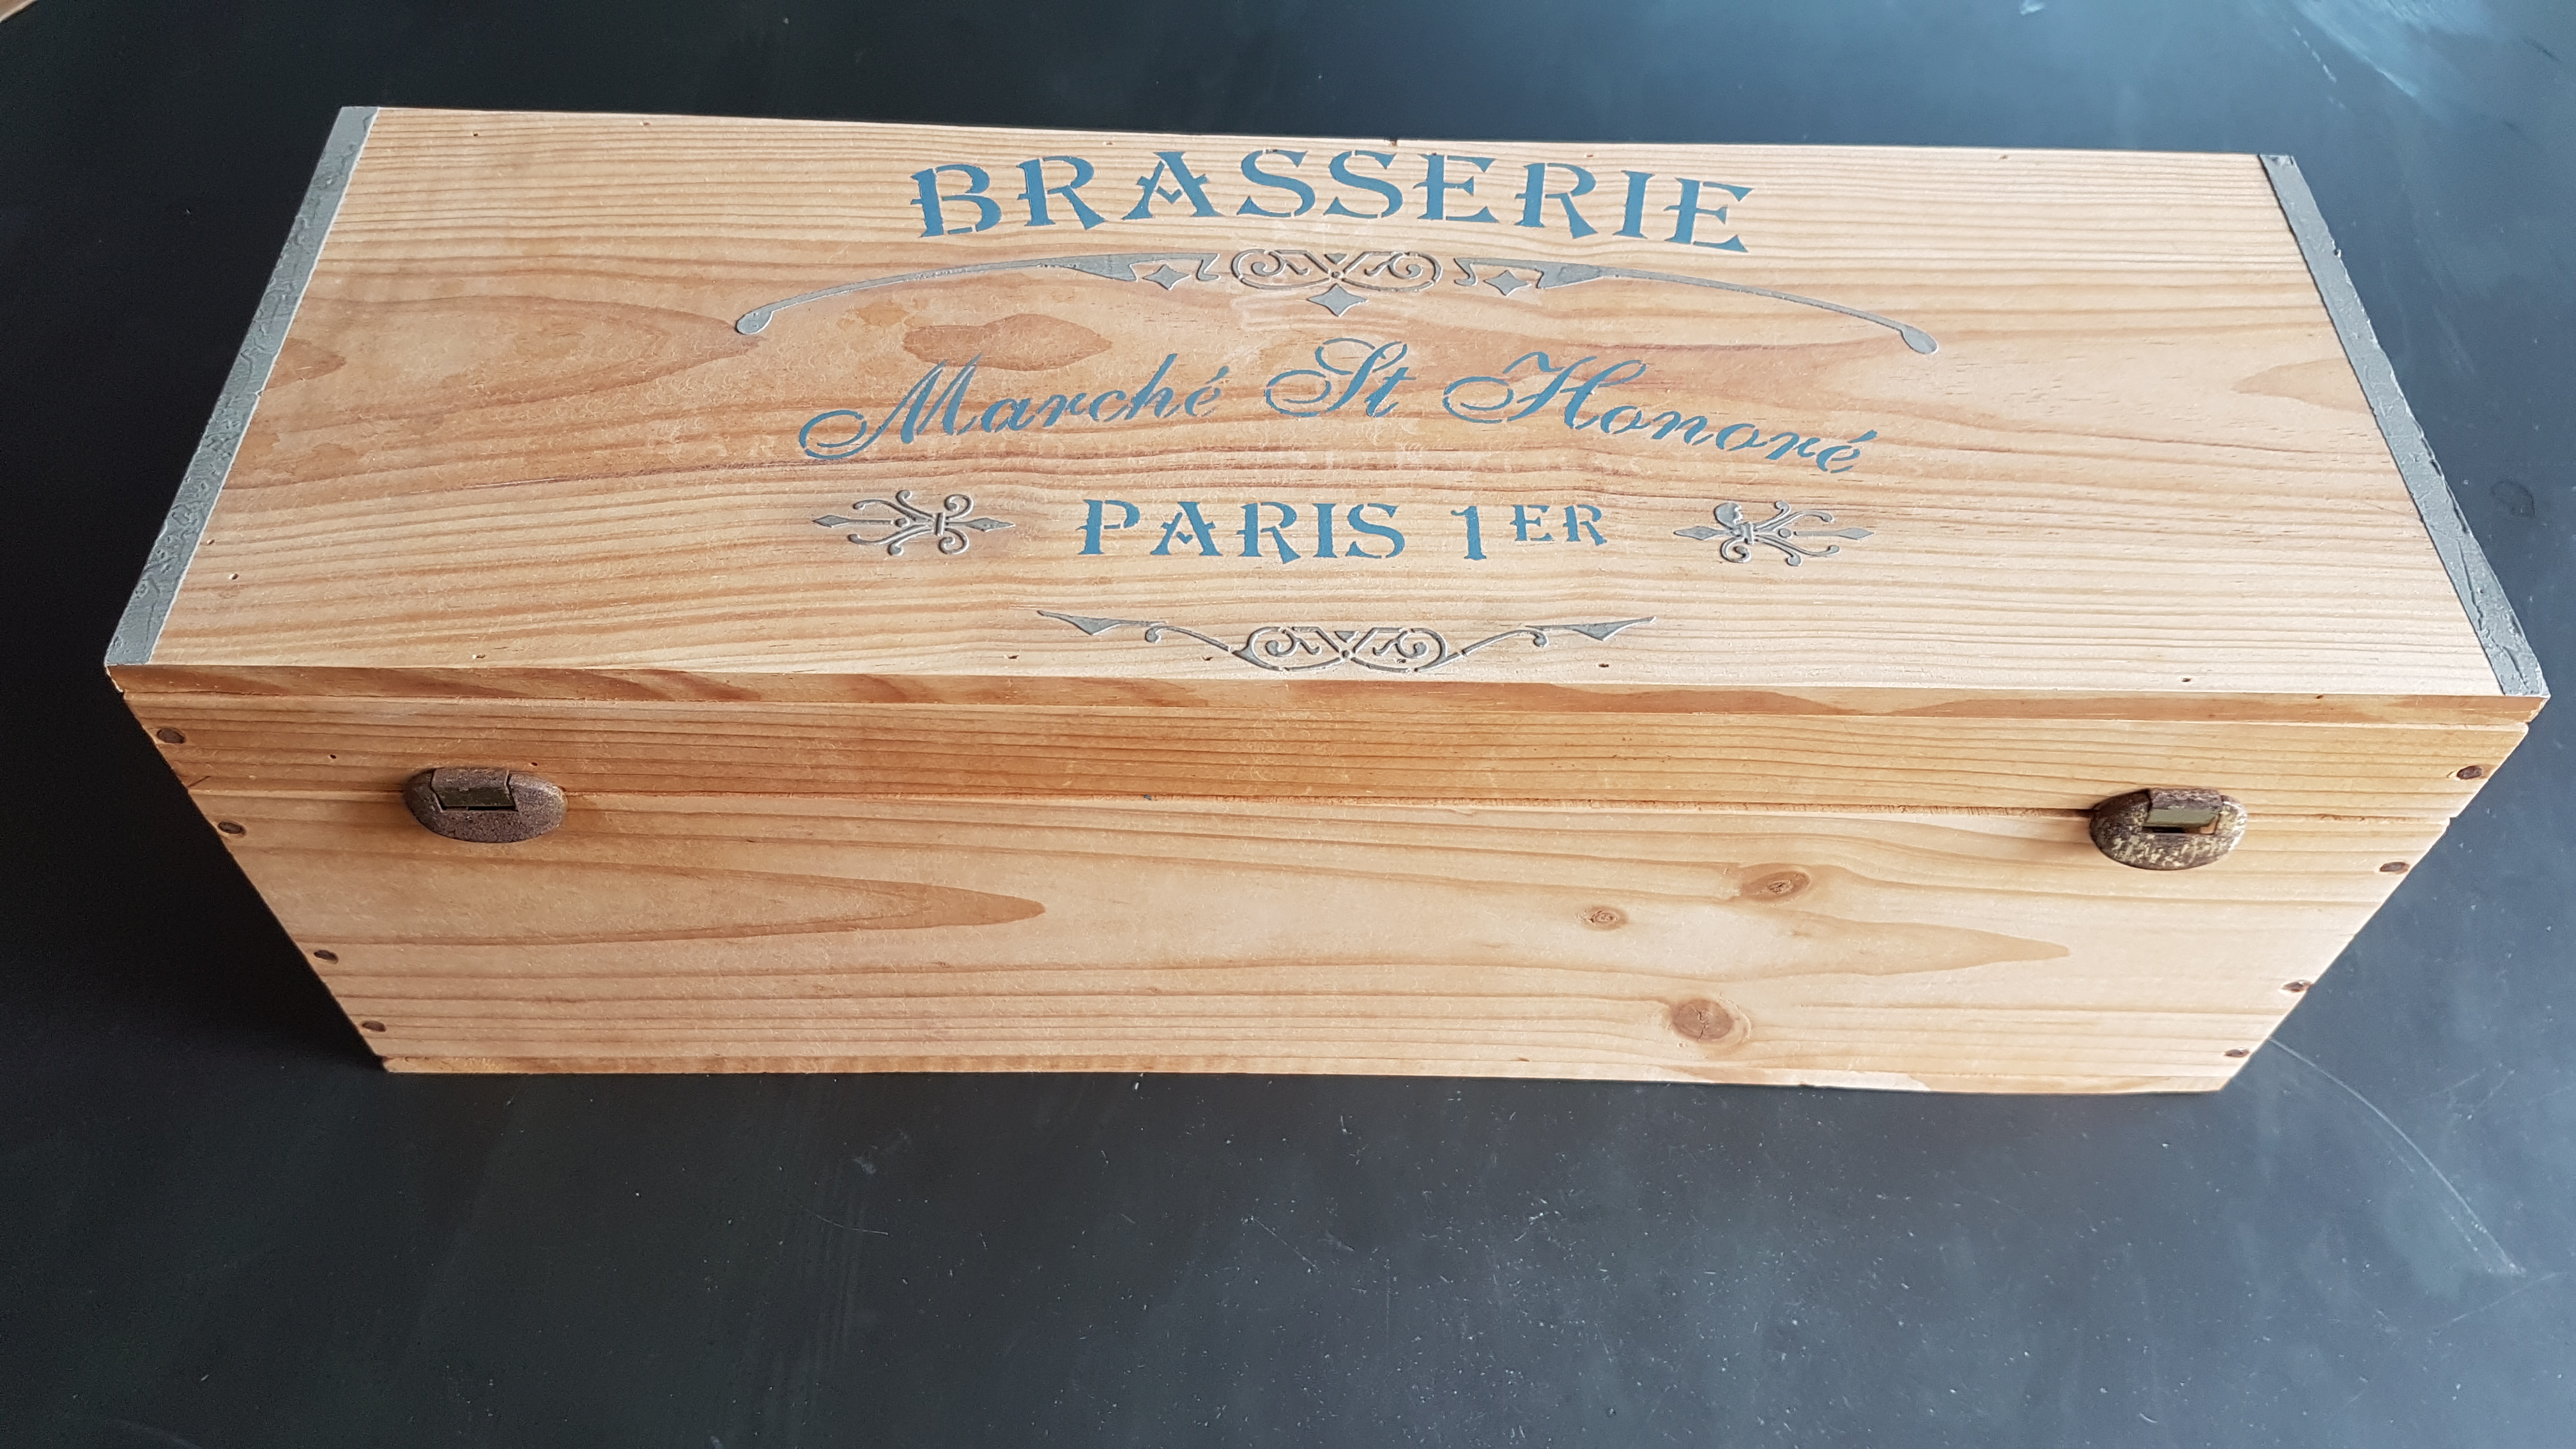 BRASSERIE
Marché St Honoré
PARIS 1ER